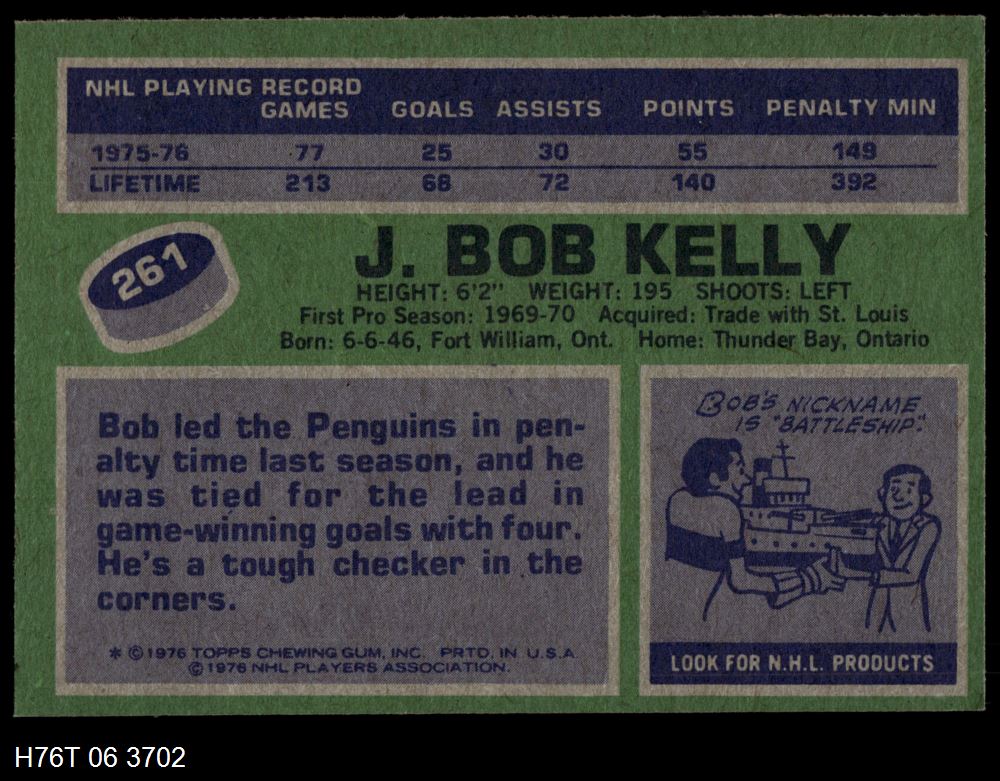 NHL PLAYING RECORD
GAMES GOALS ASSISTS POINTS PENALTY MIN
1975-76 77 25 30 55 149
LIFETIME 213 68 72 140 392
261
J. BOB KELLY
HEIGHT: 6'2" WEIGHT: 195 SHOOTS: LEFT
First Pro Season: 1969-70 Acquired: Trade with St. Louis
Born: 6-6-46, Fort William, Ont. Home: Thunder Bay, Ontario
Bob led the Penguins in pen-
alty time last season, and he
was tied for the lead in
game-winning goals with four.
He's a tough checker in the
corners.
* ©1976 TOPPS CHEWING GUM, INC. PRTD. IN U.S.A.
©1976 NHL PLAYERS ASSOCIATION.
BOB'S NICKNAME
IS "BATTLESHIP."
LOOK FOR N.H.L. PRODUCTS
H76T 06 3702